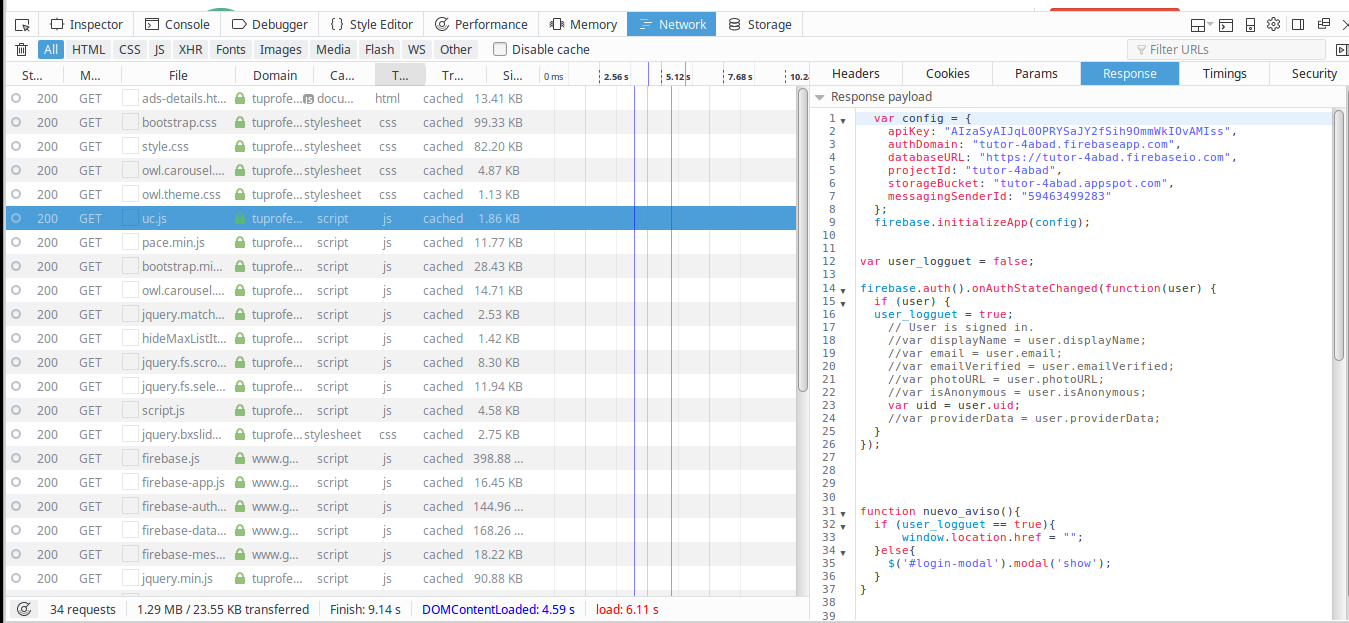 Inspector Console Debugger Style Editor Performance Memory Network Storage
All HTML CSS JS XHR Fonts Images Media Flash WS Other Disable cache Filter URLs
St... M... File Domain Ca... T... Tr... Si... 0 ms 2.56 s 5.12 s 7.68 s 10.2
200 GET ads-details.ht... tuprofe... JS docu... html cached 13.41 KB
200 GET bootstrap.css tuprofe... stylesheet css cached 99.33 KB
200 GET style.css tuprofe... stylesheet css cached 82.20 KB
200 GET owl.carousel.... tuprofe... stylesheet css cached 4.87 KB
200 GET owl.theme.css tuprofe... stylesheet css cached 1.13 KB
200 GET uc.js tuprofe... script js cached 1.86 KB
200 GET pace.min.js tuprofe... script js cached 11.77 KB
200 GET bootstrap.mi... tuprofe... script js cached 28.43 KB
200 GET owl.carousel.... tuprofe... script js cached 14.71 KB
200 GET jquery.match... tuprofe... script js cached 2.53 KB
200 GET hideMaxListIt... tuprofe... script js cached 1.42 KB
200 GET jquery.fs.scro... tuprofe... script js cached 8.30 KB
200 GET jquery.fs.sele... tuprofe... script js cached 11.94 KB
200 GET script.js tuprofe... script js cached 4.58 KB
200 GET jquery.bxslid... tuprofe... stylesheet css cached 2.75 KB
200 GET firebase.js www.g... script js cached 398.88 ...
200 GET firebase-app.js www.g... script js cached 16.45 KB
200 GET firebase-auth... www.g... script js cached 144.96 ...
200 GET firebase-data... www.g... script js cached 168.26 ...
200 GET firebase-mes... www.g... script js cached 18.22 KB
200 GET jquery.min.js tuprofe... script js cached 90.88 KB
34 requests 1.29 MB / 23.55 KB transferred Finish: 9.14 s DOMContentLoaded: 4.59 s load: 6.11 s
Headers Cookies Params Response Timings Security
Response payload
1 var config = {
2 apiKey: "AIzaSyAIJqL0OPRYSaJY2fSih9OmmWkIOvAMIss",
3 authDomain: "tutor-4abad.firebaseapp.com",
4 databaseURL: "https://tutor-4abad.firebaseio.com",
5 projectId: "tutor-4abad",
6 storageBucket: "tutor-4abad.appspot.com",
7 messagingSenderId: "59463499283"
8 };
9 firebase.initializeApp(config);
10
11
12 var user_logguet = false;
13
14 firebase.auth().onAuthStateChanged(function(user) {
15 if (user) {
16 user_logguet = true;
17 // User is signed in.
18 //var displayName = user.displayName;
19 //var email = user.email;
20 //var emailVerified = user.emailVerified;
21 //var photoURL = user.photoURL;
22 //var isAnonymous = user.isAnonymous;
23 var uid = user.uid;
24 //var providerData = user.providerData;
25 }
26 });
27
28
29
30
31 function nuevo_aviso(){
32 if (user_logguet == true){
33 window.location.href = "";
34 }else{
35 $('#login-modal').modal('show');
36 }
37 }
38
39